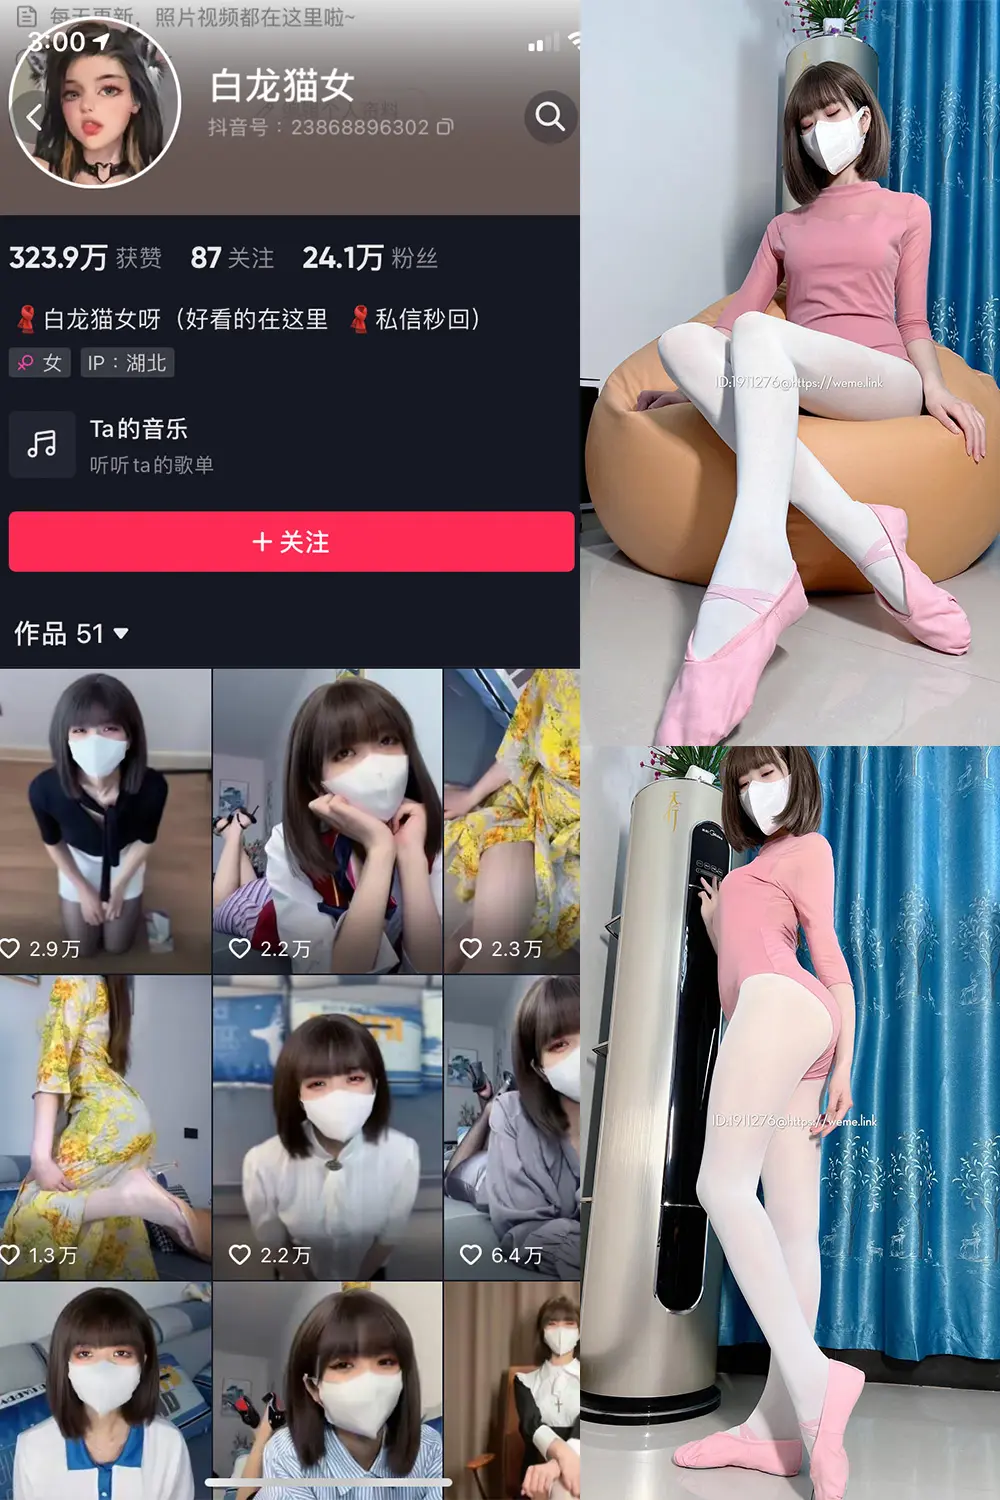 每天更新，照片视频都在这里啦~
3:00
白龙猫女
抖音号：23868896302
323.9万 获赞 87 关注 24.1万 粉丝
白龙猫女呀（好看的在这里 私信秒回）
女 IP：湖北
Ta的音乐
听听ta的歌单
+ 关注
作品 51
2.9万
2.2万
2.3万
1.3万
2.2万
6.4万
ID:1911276@https://weme.link
天行
ID:1911276@https://weme.link